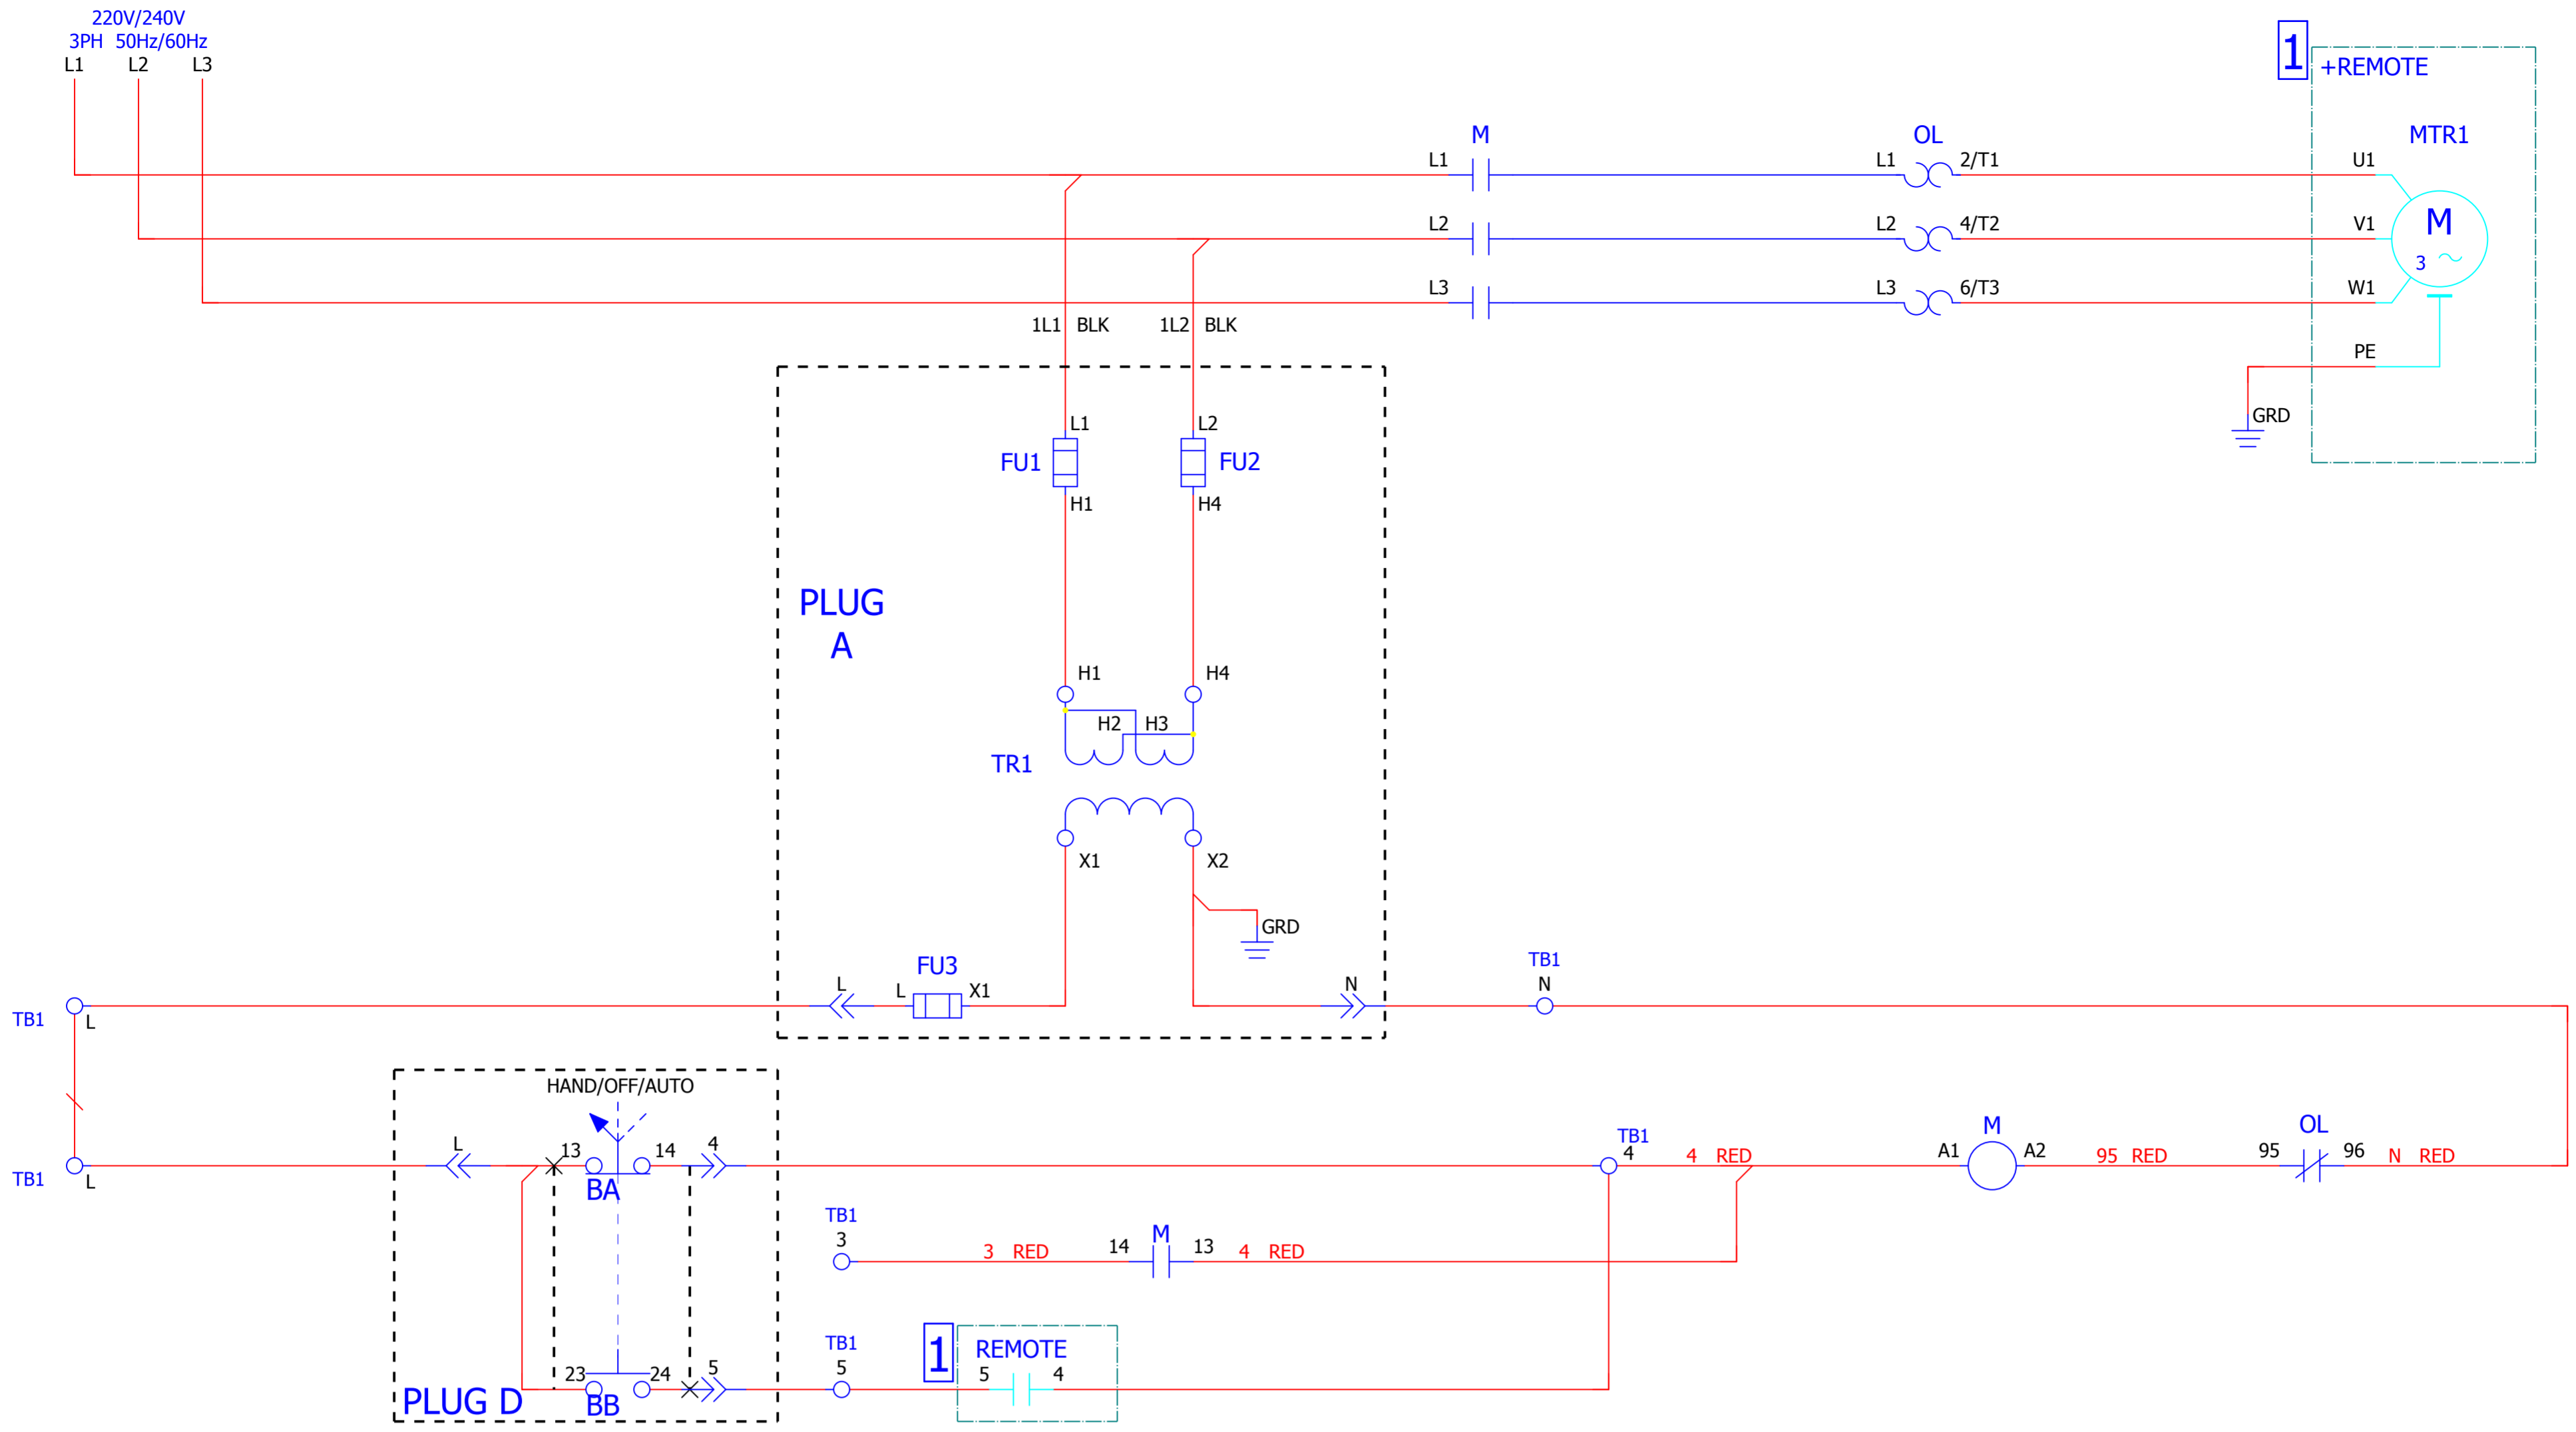 220V/240V
3PH 50Hz/60Hz
L1 L2 L3
1 +REMOTE
M OL MTR1
L1 L1 2/T1 U1
L2 L2 4/T2 V1
M
3
L3 L3 6/T3 W1
1L1 BLK 1L2 BLK
PE
GRD
L1 L2
FU1 FU2
H1 H4
PLUG
A
H1 H4
H2 H3
TR1
X1 X2
GRD
FU3
TB1
L L X1 N N
TB1 L
HAND/OFF/AUTO
L 13 14 4
TB1
4
4 RED
M
A1 A2
95 RED
OL
95 96
N RED
TB1 L
BA
TB1
3
3 RED
14 M 13
4 RED
TB1
5
1 REMOTE
5 4
23 24 5
PLUG D BB